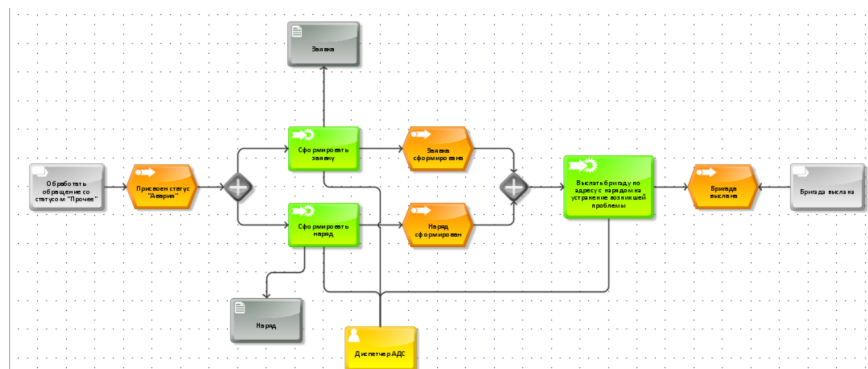 Заявка
Сформировать
заявку
Заявка
сформирована
Обработать
обращение со
статусом "Прочее"
Присвоен статус
"Авария"
Выслать бригаду по
адресу с нарядом на
устранение возникшей
проблемы
Бригада
выслана
Бригада выслана
Сформировать
наряд
Наряд
сформирован
Наряд
Диспетчер АДС